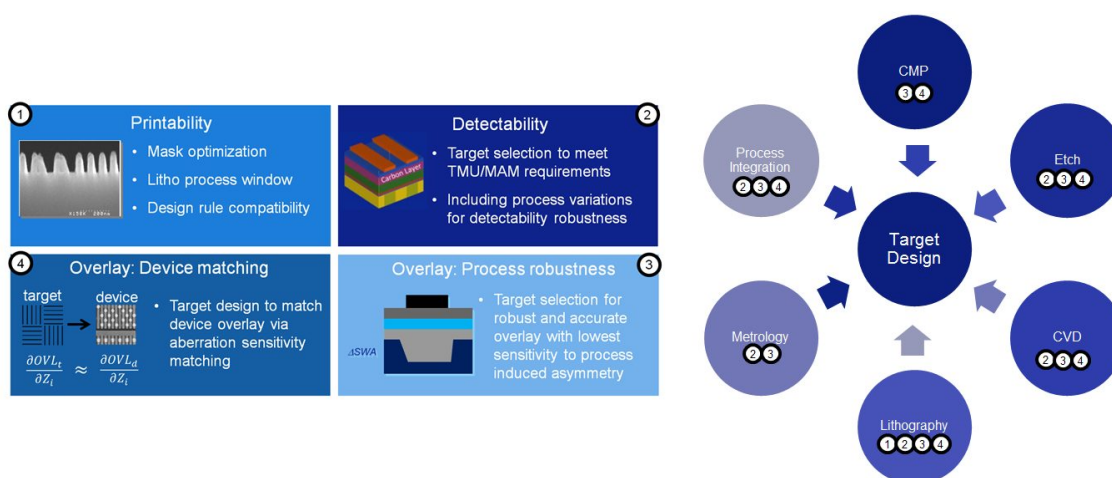 1
Printability
• Mask optimization
• Litho process window
• Design rule compatibility
X150K 200nm
2
Detectability
Carbon Layer
• Target selection to meet
TMU/MAM requirements
• Including process variations
for detectability robustness
4
Overlay: Device matching
target
device
∂OVL_t/∂Z_i ≈ ∂OVL_d/∂Z_i
• Target design to match
device overlay via
aberration sensitivity
matching
3
Overlay: Process robustness
ΔSWA
• Target selection for
robust and accurate
overlay with lowest
sensitivity to process
induced asymmetry
CMP
3 4
Etch
2 3 4
CVD
2 3 4
Lithography
1 2 3 4
Metrology
2 3
Process
Integration
2 3 4
Target
Design